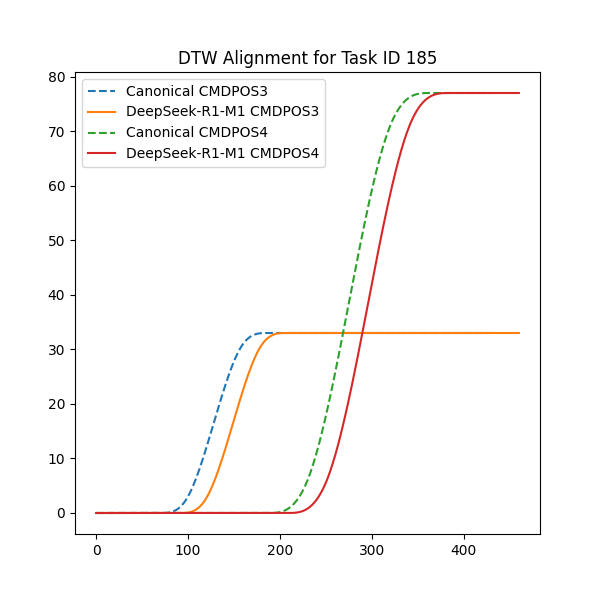 DTW Alignment for Task ID 185
80
70
60
50
40
30
20
10
0
Canonical CMDPOS3
DeepSeek-R1-M1 CMDPOS3
Canonical CMDPOS4
DeepSeek-R1-M1 CMDPOS4
0 100 200 300 400